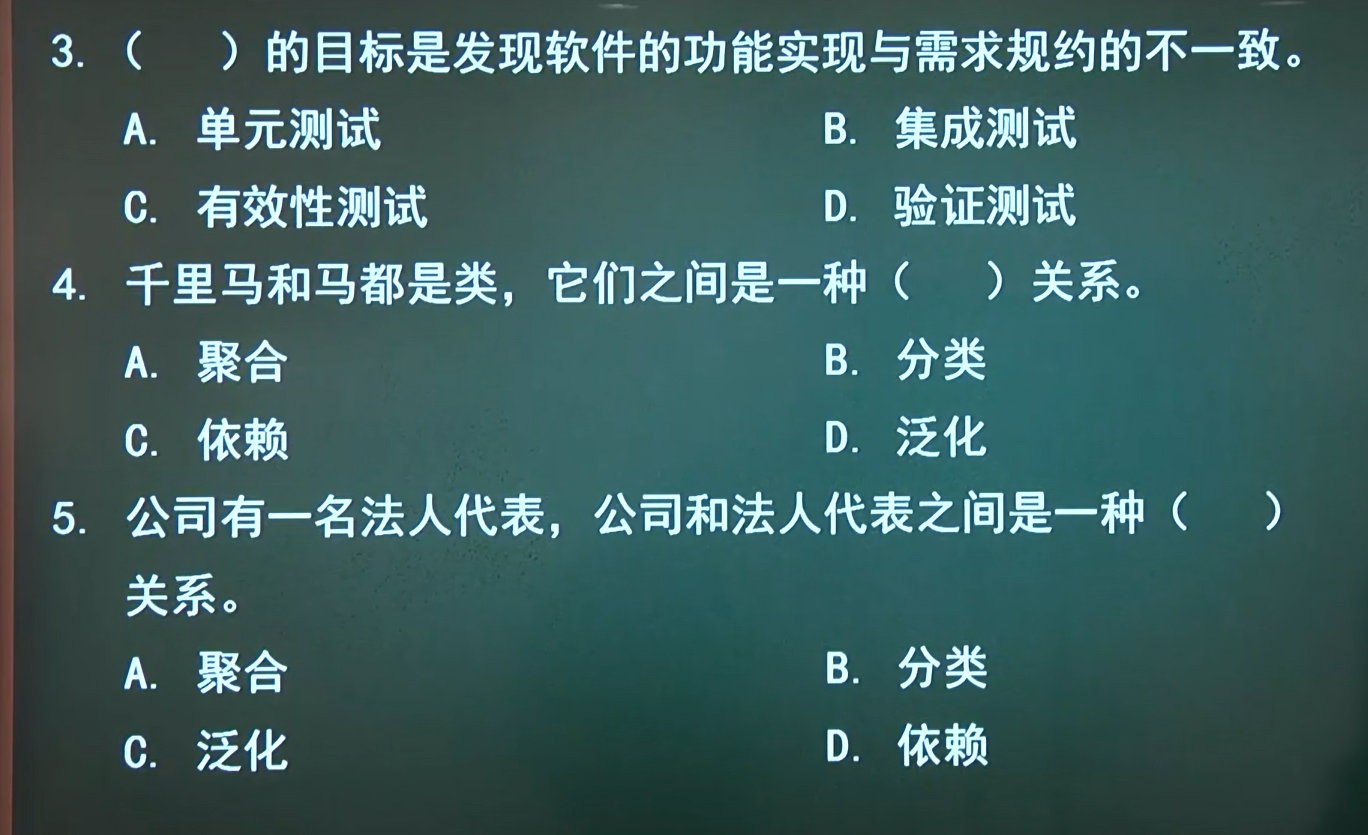 3. （  ）的目标是发现软件的功能实现与需求规约的不一致。
A. 单元测试 B. 集成测试
C. 有效性测试 D. 验证测试
4. 千里马和马都是类，它们之间是一种（  ）关系。
A. 聚合 B. 分类
C. 依赖 D. 泛化
5. 公司有一名法人代表，公司和法人代表之间是一种（  ）
关系。
A. 聚合 B. 分类
C. 泛化 D. 依赖